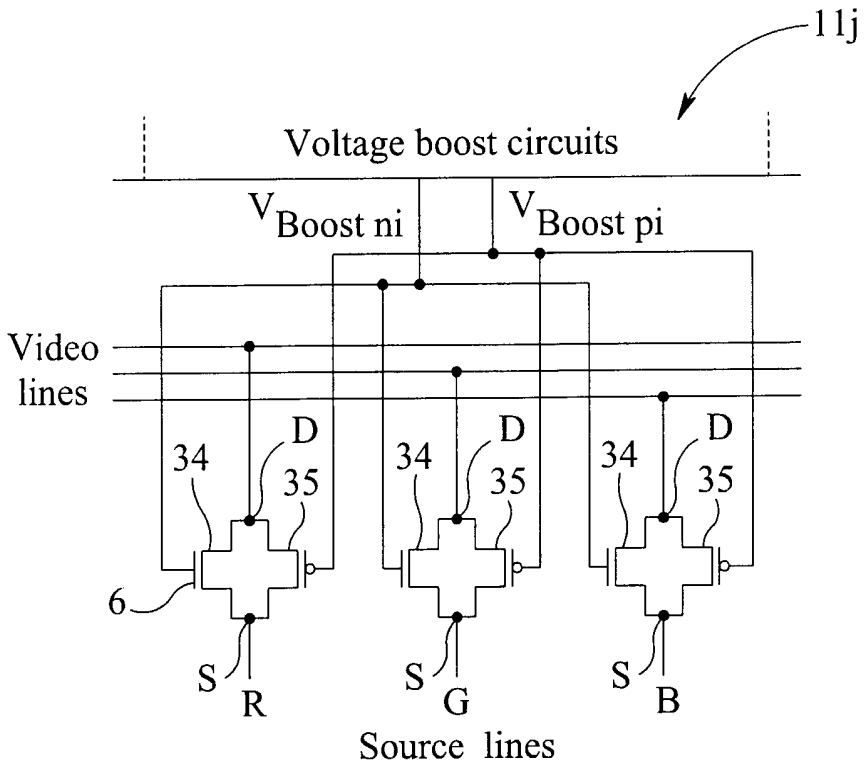 11j
Voltage boost circuits
V Boost ni
V Boost pi
Video
lines
D
D
D
34
35
34
35
34
35
6
S
S
S
R
G
B
Source lines